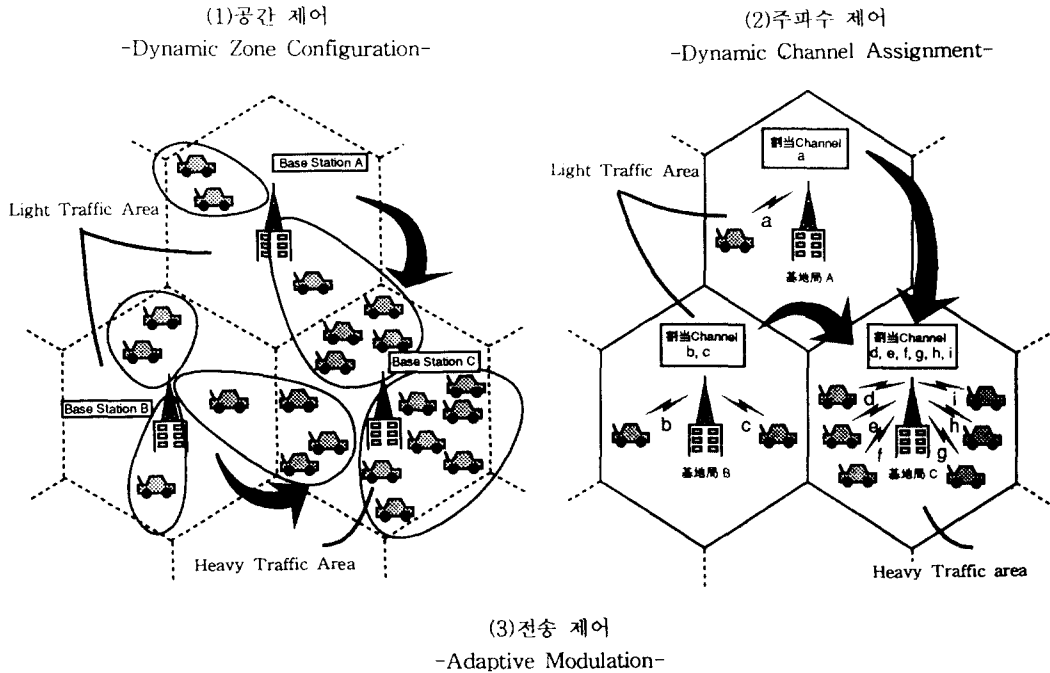 (1)공간 제어
-Dynamic Zone Configuration-
Base Station A
Light Traffic Area
Base Station C
Base Station B
Heavy Traffic Area
(2)주파수 제어
-Dynamic Channel Assignment-
割当Channel
a
Light Traffic Area
a
基地局 A
割当Channel
b, c
割当Channel
d, e, f, g, h, i
b
c
基地局 B
d
i
e
h
f
g
基地局 C
Heavy Traffic area
(3)전송 제어
-Adaptive Modulation-